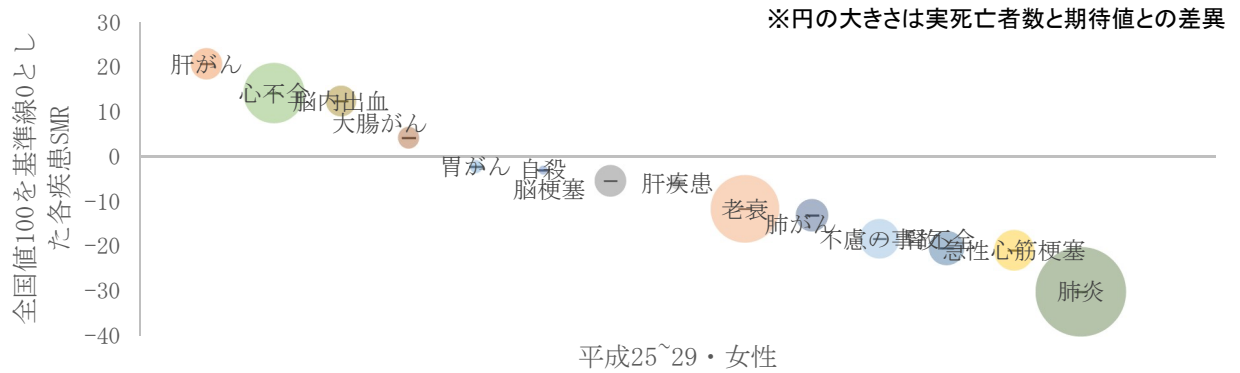 ※円の大きさは実死亡者数と期待値との差異
全国値100を基準線0とし
た各疾患SMR
30
20
10
0
-10
-20
-30
-40
肝がん
心不全
脳内出血
大腸がん
胃がん
自殺
脳梗塞
肝疾患
老衰
肺がん
不慮の事故
腎不全
急性心筋梗塞
肺炎
平成25~29・女性